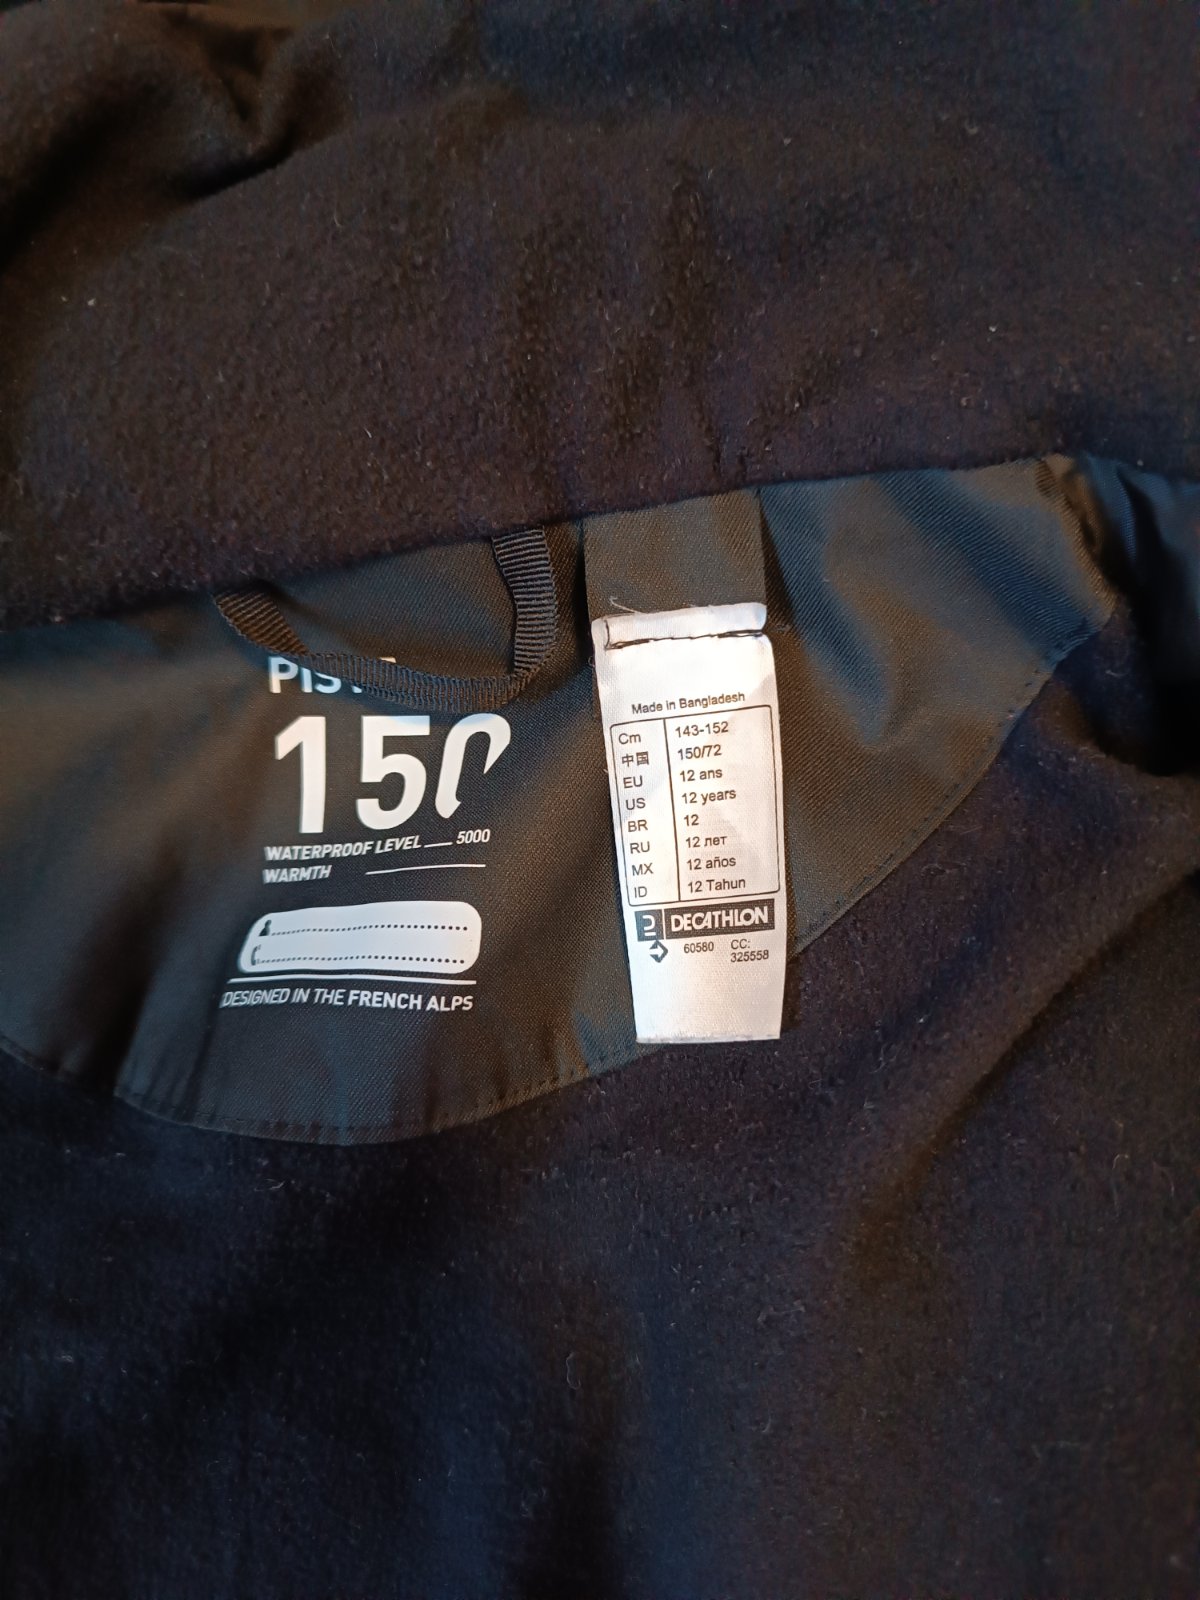 150
WATERPROOF LEVEL 5000
WARMTH
DESIGNED IN THE FRENCH ALPS
Made in Bangladesh
Cm 143-152
中国 150/72
EU 12 ans
US 12 years
BR 12
RU 12 лет
MX 12 años
ID 12 Tahun
DECATHLON
60580 CC:
325558